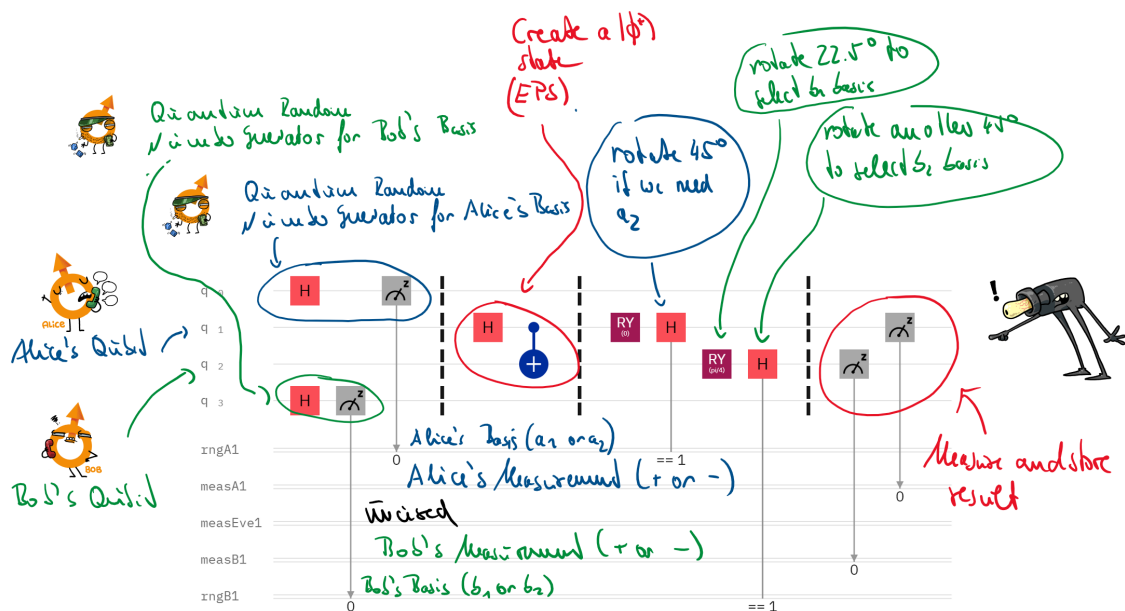 Create a |ϕ⁺⟩
state
(EPS)
rotate 22.5° to
select b₁ basis
rotate another 45°
to select b₂ basis
Quantum Random
Number Generator for Bob's Basis
rotate 45°
if we need
a₂
Quantum Random
Number Generator for Alice's Basis
ALICE
Alice's Qubit
BOB
Bob's Qubit
q 0
H
z
q 1
H
RY
(0)
H
z
q 2
+
RY
(pi/4)
H
z
q 3
H
z
!
rngA1
0
Alice's Basis (a₁ or a₂)
== 1
measA1
Alice's Measurement (+ or -)
0
measEve1
Unused
measB1
Bob's Measurement (+ or -)
0
rngB1
Bob's Basis (b₁ or b₂)
0
== 1
Measure and store
result